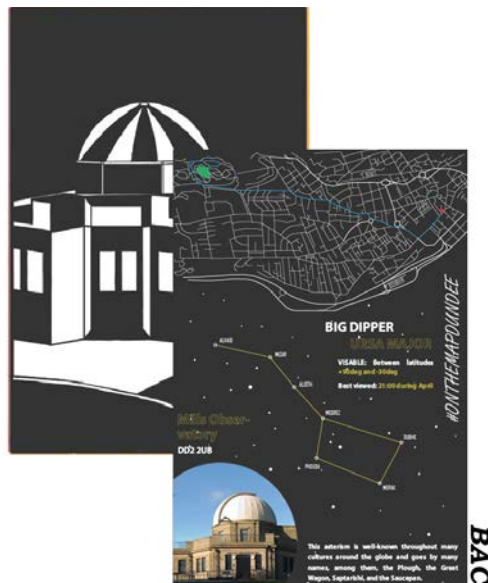 #ONTHEMAPDUNDEE
BIG DIPPER
URSA MAJOR
VISABLE: Between latitudes
+90deg and -30deg
Best viewed: 21:00 during April
ALKAID
MIZAR
ALIOTH
MEGREZ
DUBHE
PHECDA
MERAK
Mills Obser-
vatory
DD2 2UB
This asterism is well-known throughout many
cultures around the globe and goes by many
names, among them, the Plough, the Great
Wagon, Saptarishi, and the Saucepan.
BAC